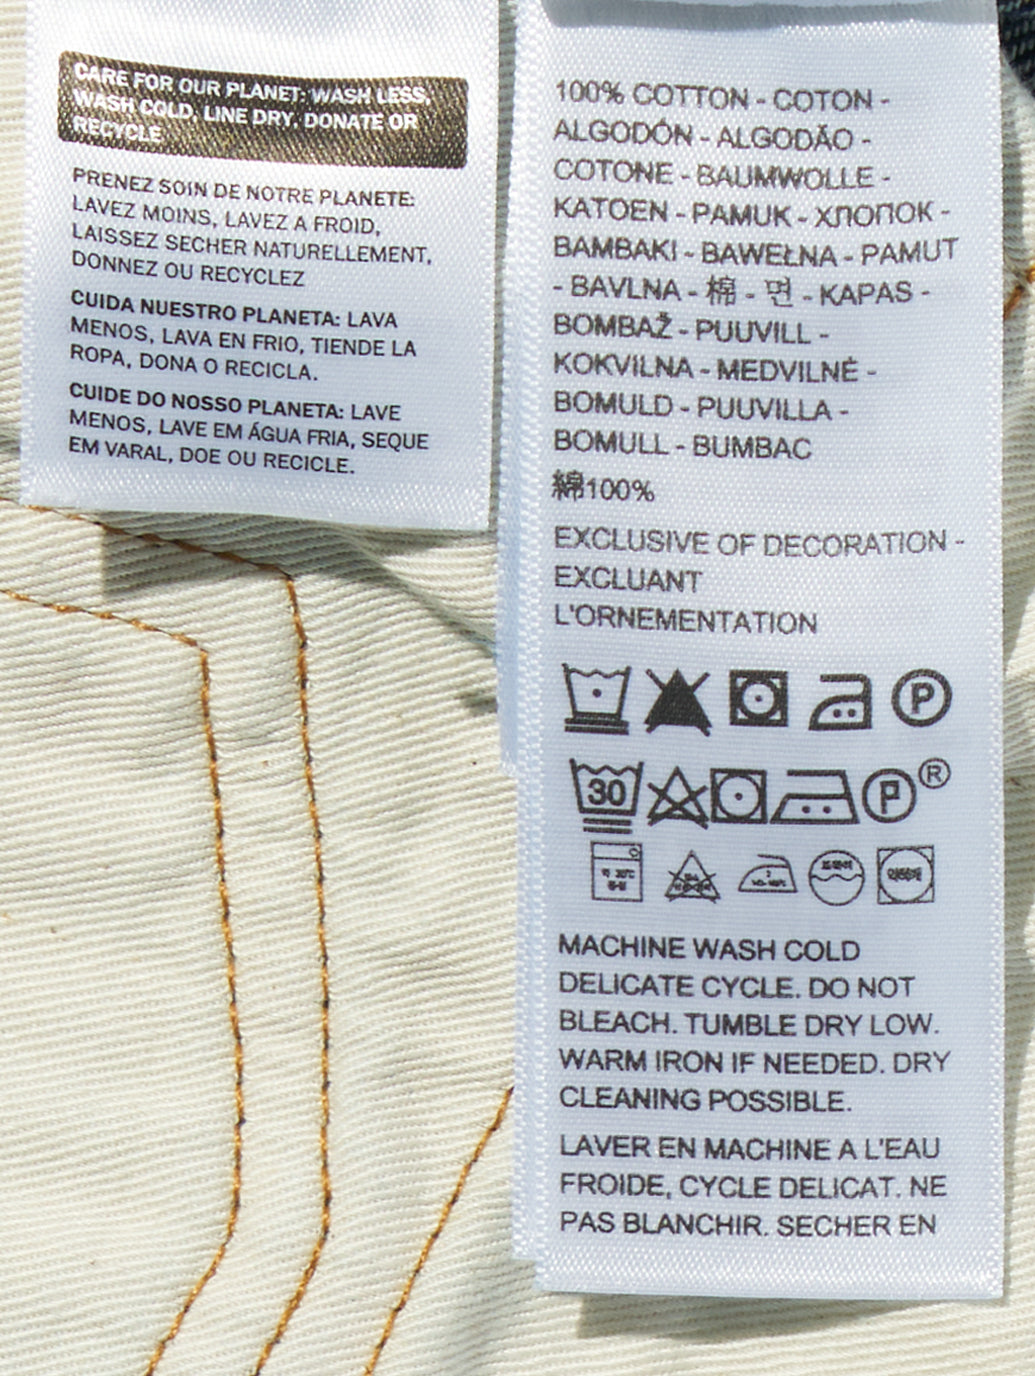 CARE FOR OUR PLANET: WASH LESS,
WASH COLD, LINE DRY, DONATE OR
RECYCLE
PRENEZ SOIN DE NOTRE PLANETE:
LAVEZ MOINS, LAVEZ A FROID,
LAISSEZ SECHER NATURELLEMENT,
DONNEZ OU RECYCLEZ
CUIDA NUESTRO PLANETA: LAVA
MENOS, LAVA EN FRIO, TIENDE LA
ROPA, DONA O RECICLA.
CUIDE DO NOSSO PLANETA: LAVE
MENOS, LAVE EM ÁGUA FRIA, SEQUE
EM VARAL, DOE OU RECICLE.
100% COTTON - COTON -
ALGODÓN - ALGODÃO -
COTONE - BAUMWOLLE -
KATOEN - PAMUK - ХЛОПОК -
BAMBAKI - BAWEŁNA - PAMUT
- BAVLNA - 棉 - 면 - KAPAS -
BOMBAŽ - PUUVILL -
KOKVILNA - MEDVILNĖ -
BOMULD - PUUVILLA -
BOMULL - BUMBAC
綿100%
EXCLUSIVE OF DECORATION -
EXCLUANT
L'ORNEMENTATION
P
30 P ®
MACHINE WASH COLD
DELICATE CYCLE. DO NOT
BLEACH. TUMBLE DRY LOW.
WARM IRON IF NEEDED. DRY
CLEANING POSSIBLE.
LAVER EN MACHINE A L'EAU
FROIDE, CYCLE DELICAT. NE
PAS BLANCHIR. SECHER EN